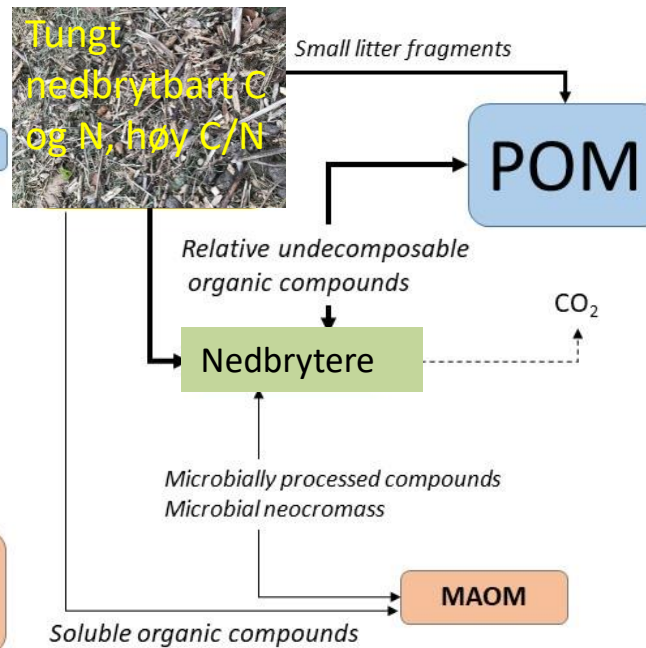 Tungt
nedbrytbart C
og N, høy C/N
Small litter fragments
POM
Relative undecomposable
organic compounds
CO₂
Nedbrytere
Microbially processed compounds
Microbial neocromass
MAOM
Soluble organic compounds